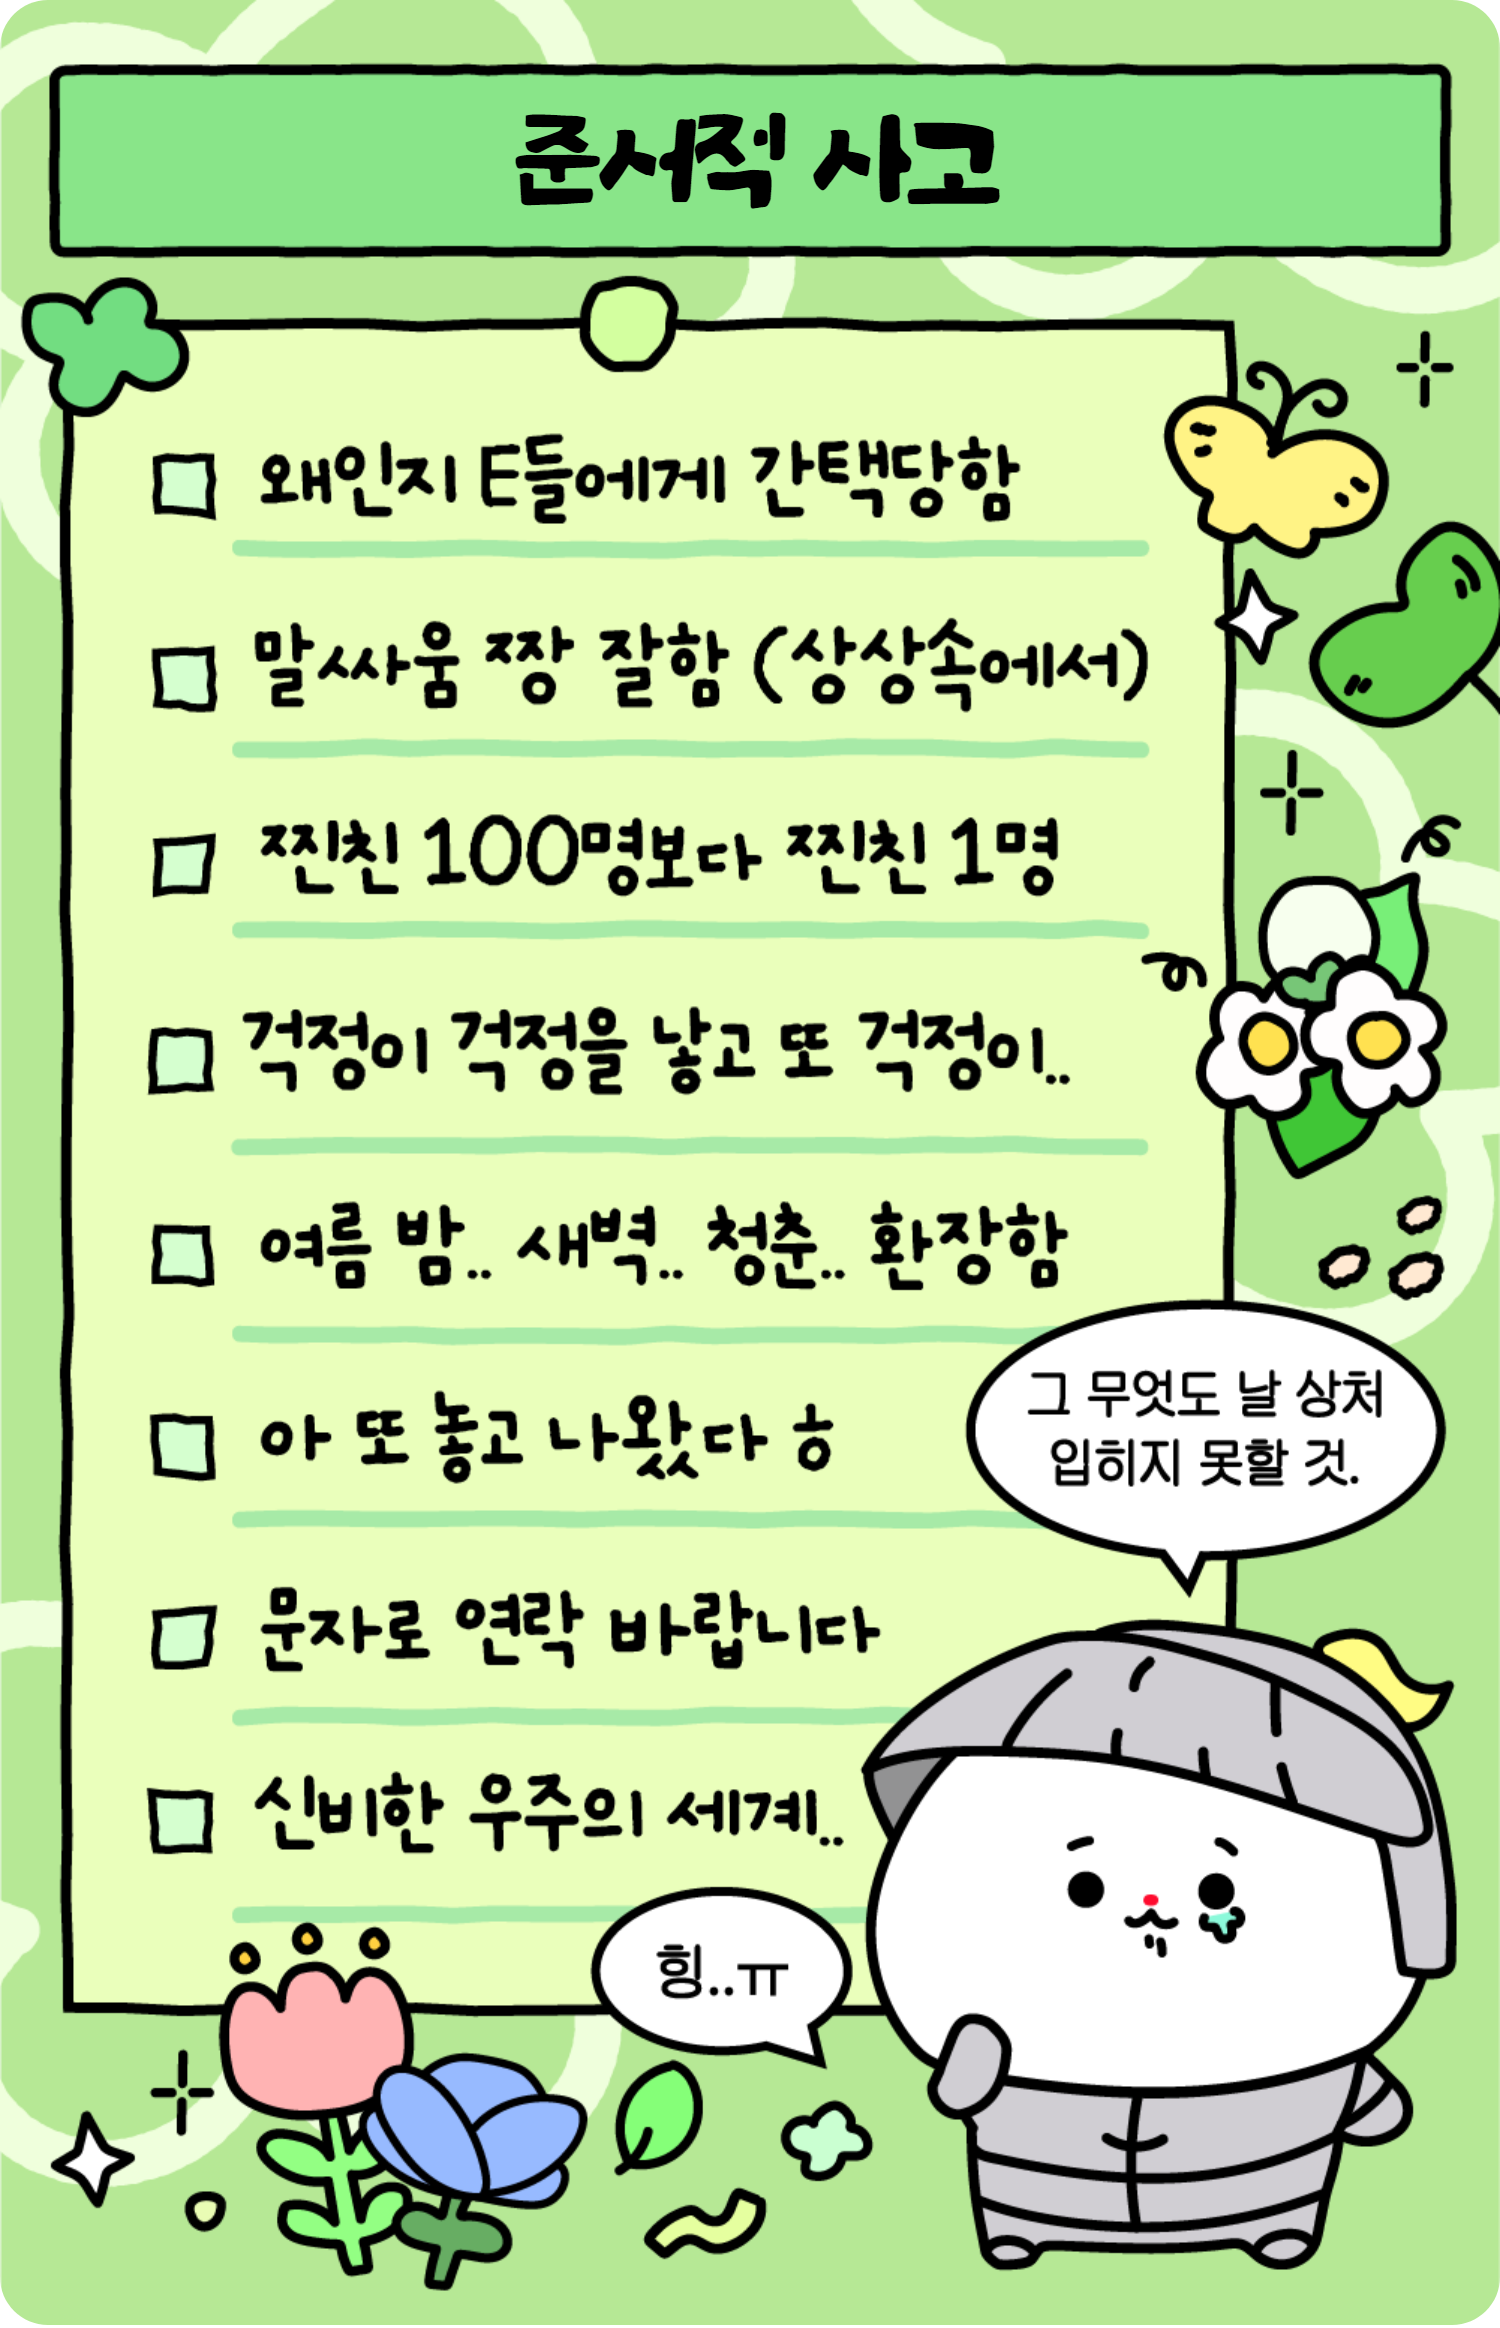 준서적 사고
왜인지 E들에게 간택당함
말싸움 짱 잘함 (상상속에서)
찐친 100명보다 찐친 1명
걱정이 걱정을 낳고 또 걱정이..
여름 밤.. 새벽.. 청춘.. 환장함
아 또 놓고 나왔다 ㅎ
문자로 연락 바랍니다
신비한 우주의 세계..
그 무엇도 날 상처
입히지 못할 것.
힝..ㅠ